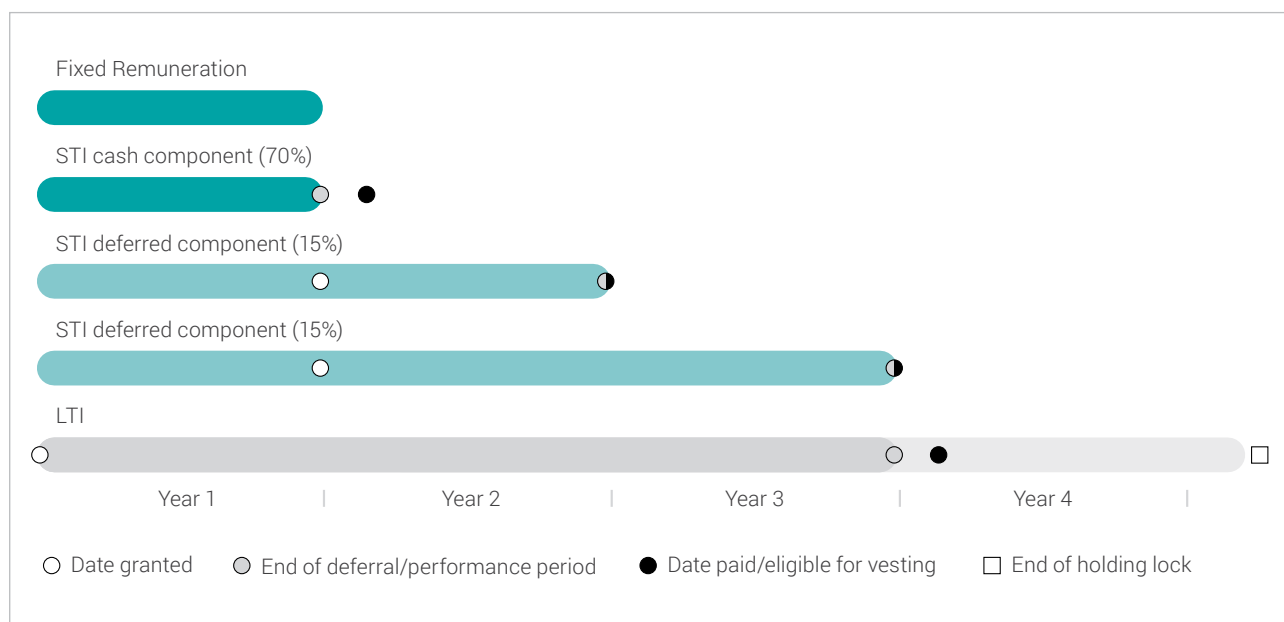 Fixed Remuneration
STI cash component (70%)
STI deferred component (15%)
STI deferred component (15%)
LTI
Year 1 Year 2 Year 3 Year 4
Date granted End of deferral/performance period Date paid/eligible for vesting End of holding lock